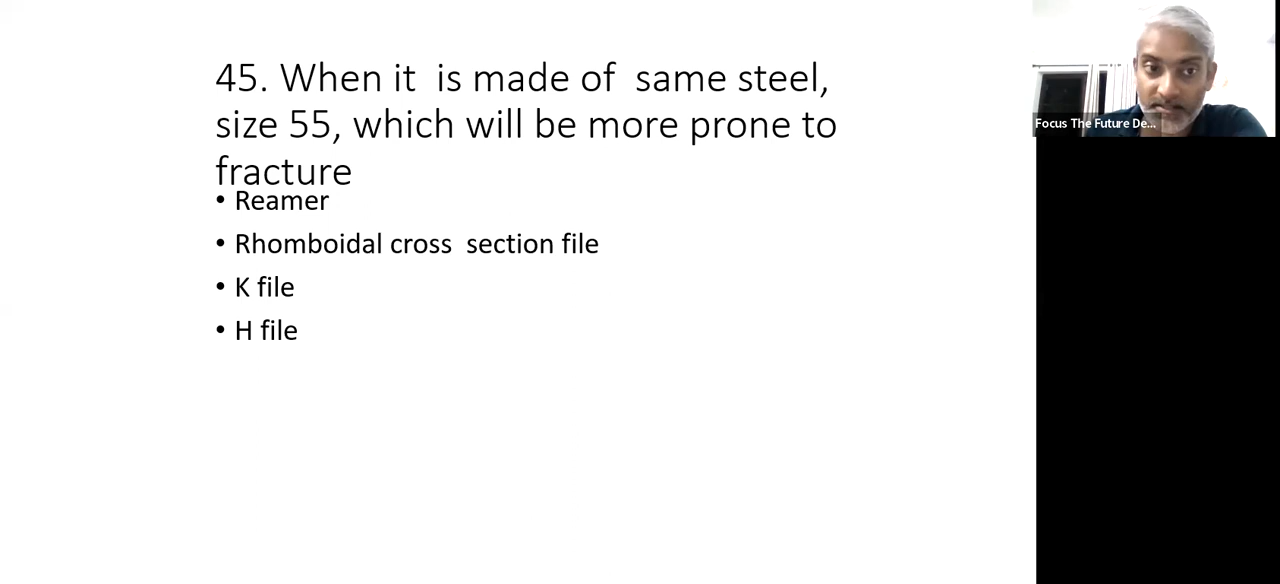 45. When it is made of same steel,
size 55, which will be more prone to
fracture
• Reamer
• Rhomboidal cross section file
• K file
• H file
Focus The Future De...